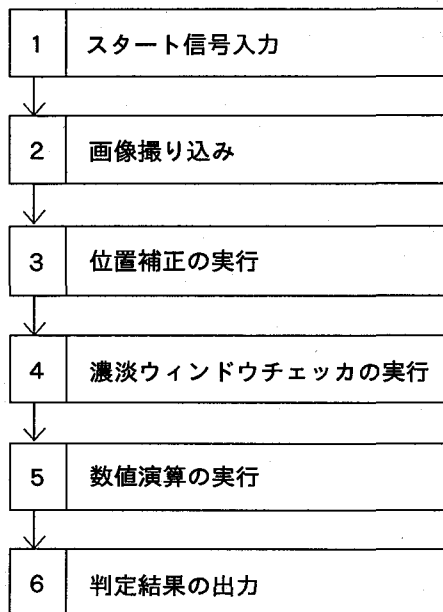 1 スタート信号入力
2 画像撮り込み
3 位置補正の実行
4 濃淡ウィンドウチェッカの実行
5 数値演算の実行
6 判定結果の出力